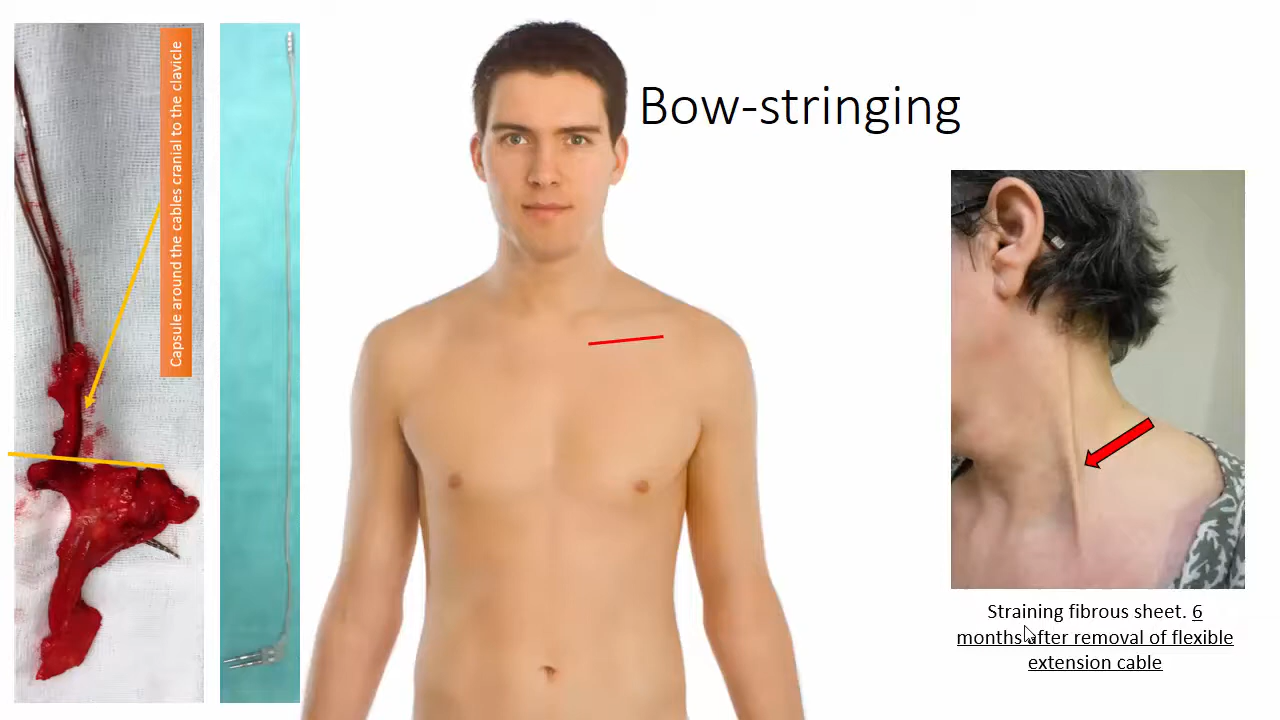 Bow-stringing
Capsule around the cables cranial to the clavicle
Straining fibrous sheet. 6
months after removal of flexible
extension cable